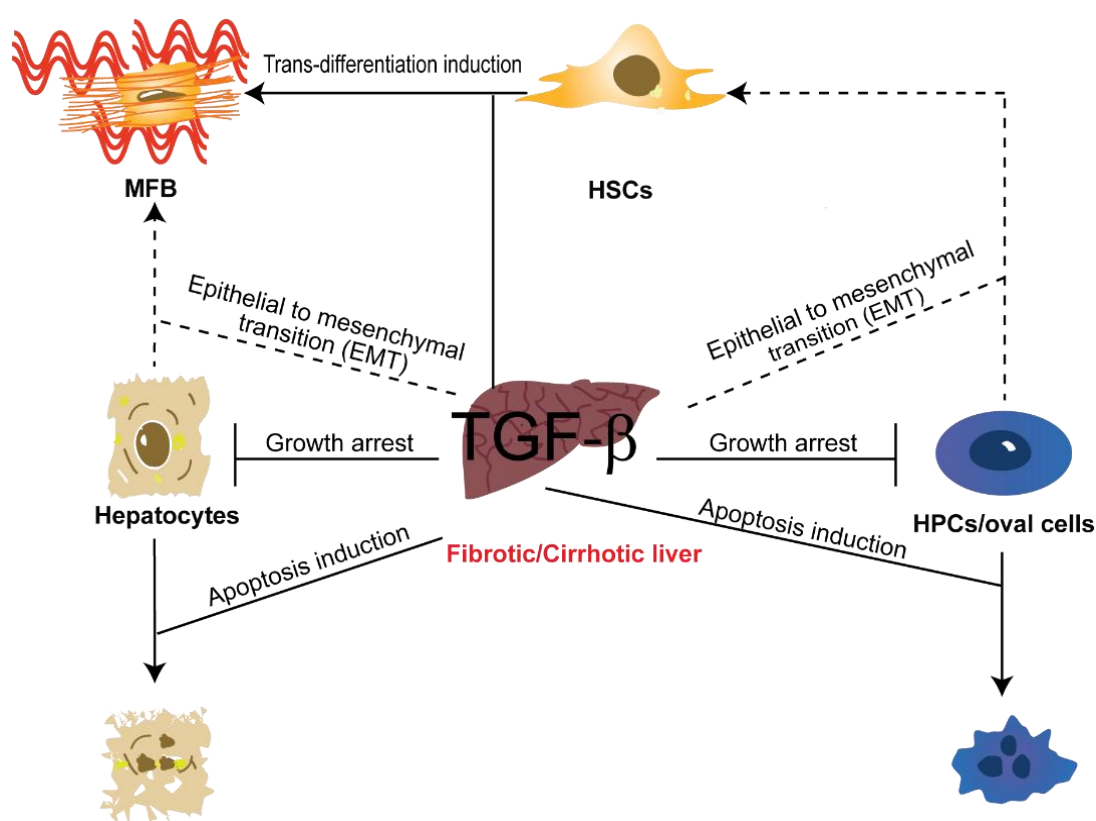 Trans-differentiation induction
MFB
HSCs
Epithelial to mesenchymal
transition (EMT)
Epithelial to mesenchymal
transition (EMT)
TGF-β
Growth arrest
Growth arrest
Hepatocytes
HPCs/oval cells
Apoptosis induction
Fibrotic/Cirrhotic liver
Apoptosis induction